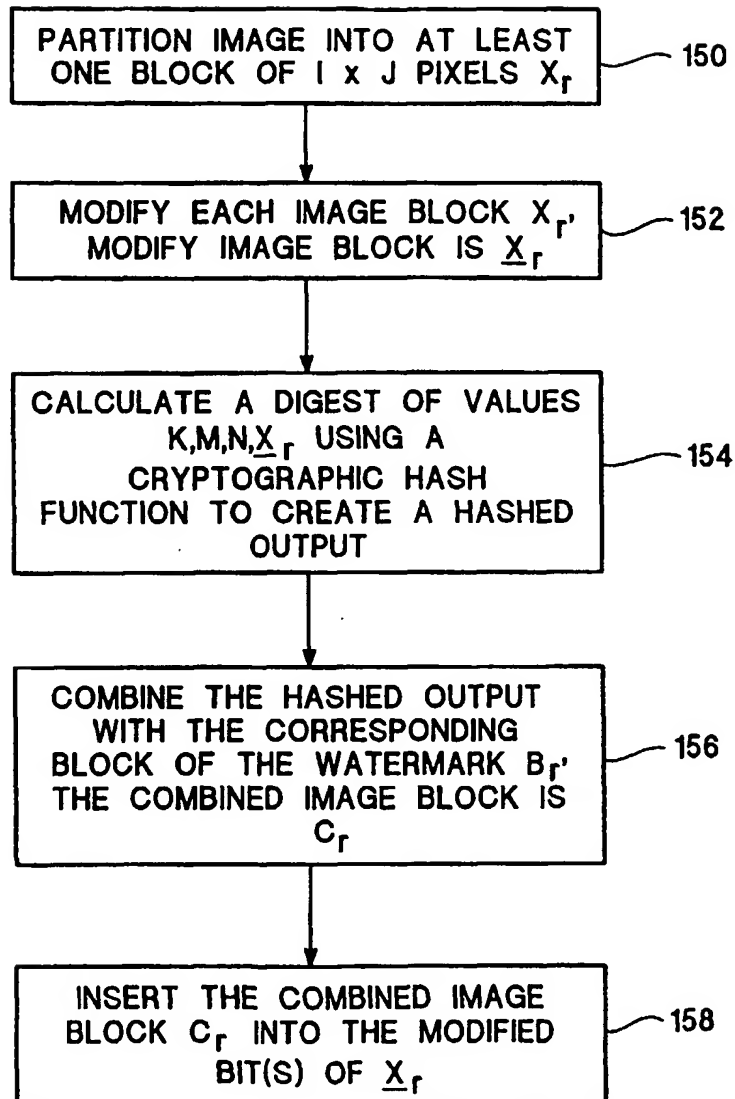 PARTITION IMAGE INTO AT LEAST
ONE BLOCK OF I x J PIXELS Xr
150
MODIFY EACH IMAGE BLOCK Xr,
MODIFY IMAGE BLOCK IS Xr
152
CALCULATE A DIGEST OF VALUES
K,M,N,Xr USING A
CRYPTOGRAPHIC HASH
FUNCTION TO CREATE A HASHED
OUTPUT
154
COMBINE THE HASHED OUTPUT
WITH THE CORRESPONDING
BLOCK OF THE WATERMARK Br,
THE COMBINED IMAGE BLOCK IS
Cr
156
INSERT THE COMBINED IMAGE
BLOCK Cr INTO THE MODIFIED
BIT(S) OF Xr
158